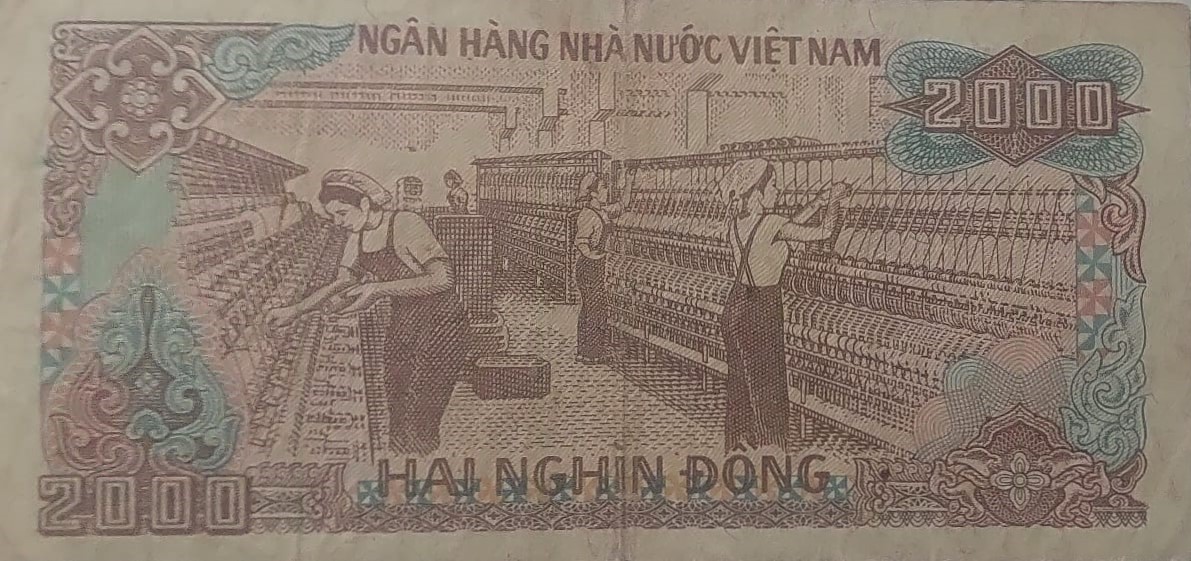 NGÂN HÀNG NHÀ NƯỚC VIỆT NAM
2000
HAI NGHÌN ĐỒNG
2000